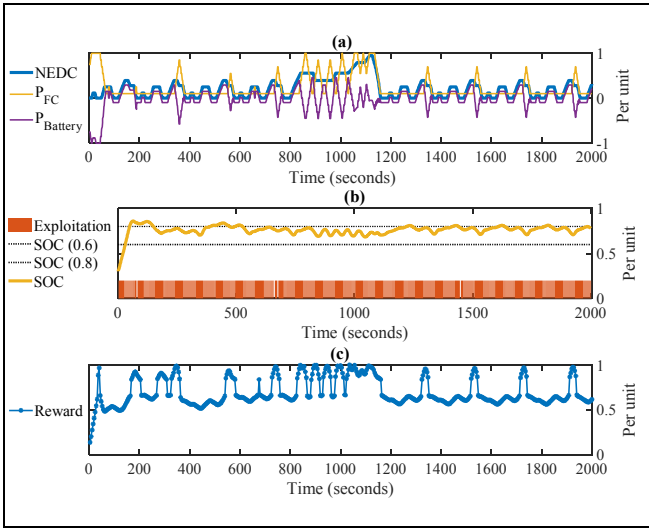 (a)
NEDC
P_FC
P_Battery
1
0
-1
Per unit
0 200 400 600 800 1000 1200 1400 1600 1800 2000
Time (seconds)
(b)
Exploitation
SOC (0.6)
SOC (0.8)
SOC
1
0.5
0
Per unit
0 500 1000 1500 2000
Time (seconds)
(c)
Reward
1
0.5
0
Per unit
0 200 400 600 800 1000 1200 1400 1600 1800 2000
Time (seconds)